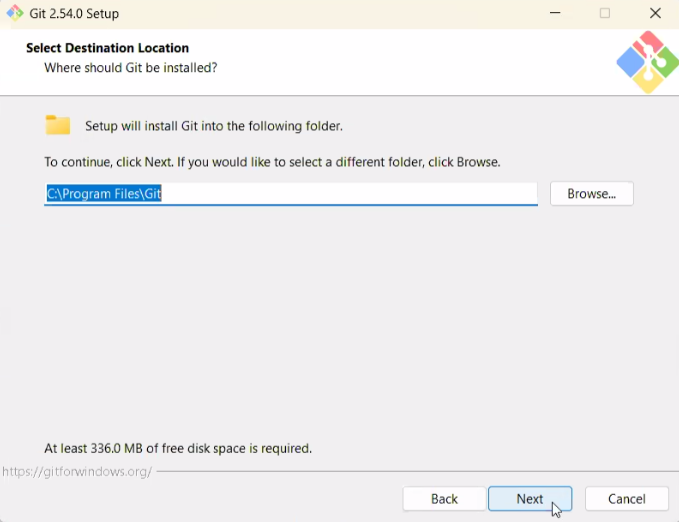 Git 2.54.0 Setup
Select Destination Location
Where should Git be installed?
Setup will install Git into the following folder.
To continue, click Next. If you would like to select a different folder, click Browse.
C:\Program Files\Git
Browse...
At least 336.0 MB of free disk space is required.
https://gitforwindows.org/
Back
Next
Cancel